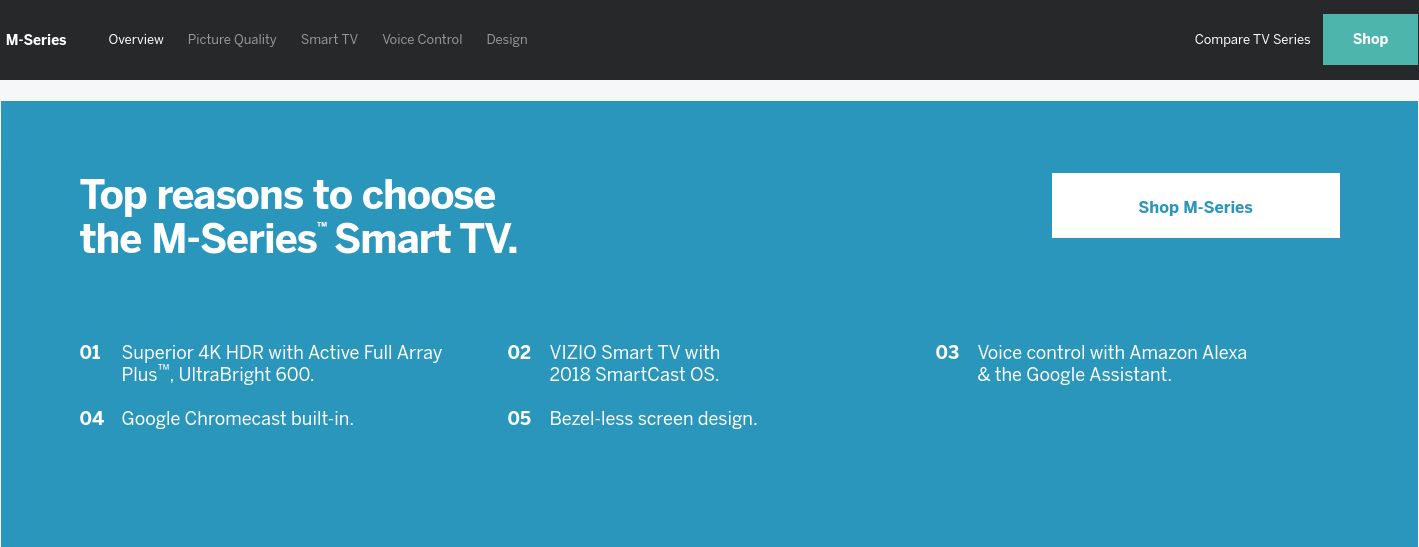 M-Series Overview Picture Quality Smart TV Voice Control Design Compare TV Series Shop
Top reasons to choose
the M-Series™ Smart TV.
Shop M-Series
01 Superior 4K HDR with Active Full Array
Plus™, UltraBright 600.
02 VIZIO Smart TV with
2018 SmartCast OS.
03 Voice control with Amazon Alexa
& the Google Assistant.
04 Google Chromecast built-in.
05 Bezel-less screen design.